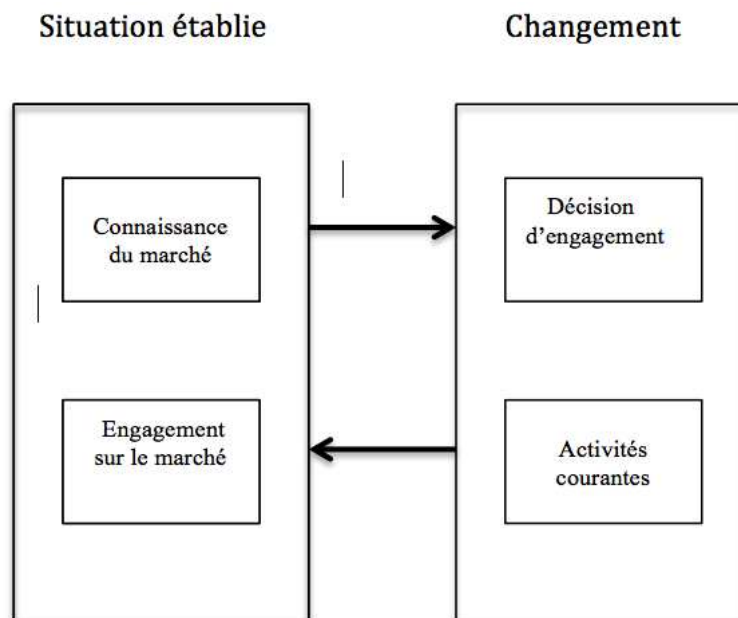 Situation établie
Changement
Connaissance
du marché
Décision
d'engagement
Engagement
sur le marché
Activités
courantes